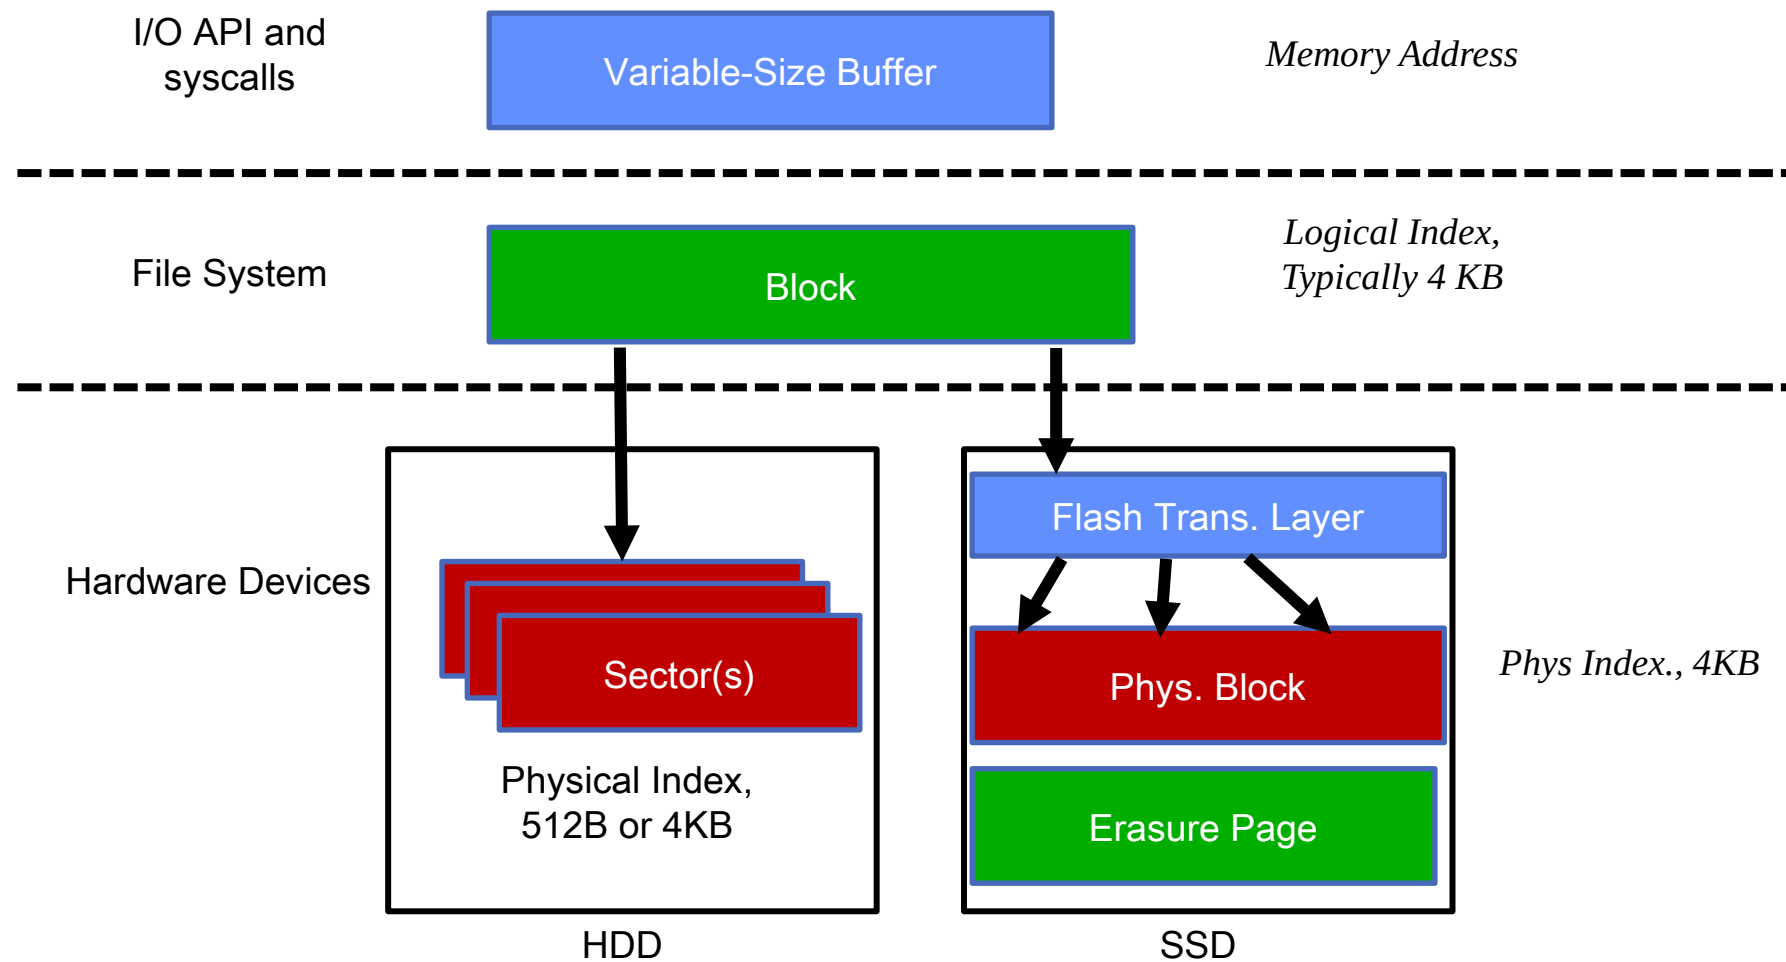 I/O API and
syscalls
Variable-Size Buffer
Memory Address
File System
Block
Logical Index,
Typically 4 KB
Hardware Devices
Sector(s)
Physical Index,
512B or 4KB
HDD
Flash Trans. Layer
Phys. Block
Erasure Page
SSD
Phys Index., 4KB